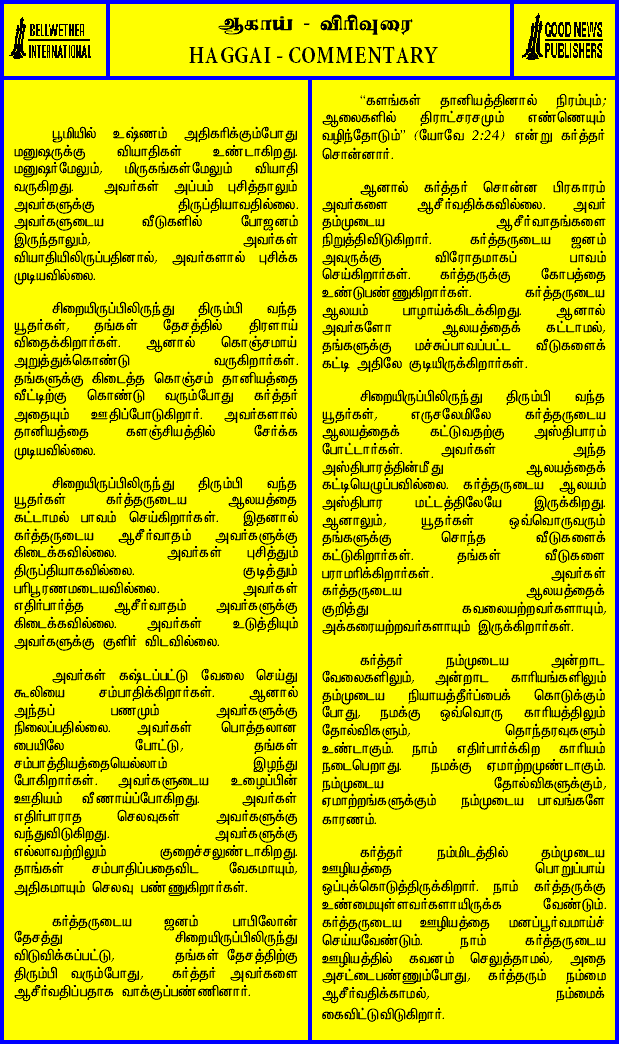 BELLWETHER
INTERNATIONAL
ஆகாய் - விரிவுரை
HAGGAI - COMMENTARY
GOOD NEWS
PUBLISHERS
பூமியில் உஷ்ணம் அதிகரிக்கும்போது
மனுஷருக்கு வியாதிகள் உண்டாகிறது.
மனுஷர்மேலும், மிருகங்கள்மேலும் வியாதி
வருகிறது. அவர்கள் அப்பம் புசித்தாலும்
அவர்களுக்கு திருப்தியாவதில்லை.
அவர்களுடைய வீடுகளில் போஜனம்
இருந்தாலும், அவர்கள்
வியாதியிலிருப்பதினால், அவர்களால் புசிக்க
முடியவில்லை.
சிறையிருப்பிலிருந்து திரும்பி வந்த
யூதர்கள், தங்கள் தேசத்தில் திரளாய்
விதைக்கிறார்கள். ஆனால் கொஞ்சமாய்
அறுத்துக்கொண்டு வருகிறார்கள்.
தங்களுக்கு கிடைத்த கொஞ்சம் தானியத்தை
வீட்டிற்கு கொண்டு வரும்போது கர்த்தர்
அதையும் ஊதிப்போடுகிறார். அவர்களால்
தானியத்தை களஞ்சியத்தில் சேர்க்க
முடியவில்லை.
சிறையிருப்பிலிருந்து திரும்பி வந்த
யூதர்கள் கர்த்தருடைய ஆலயத்தை
கட்டாமல் பாவம் செய்கிறார்கள். இதனால்
கர்த்தருடைய ஆசீர்வாதம் அவர்களுக்கு
கிடைக்கவில்லை. அவர்கள் புசித்தும்
திருப்தியாகவில்லை. குடித்தும்
பரிபூரணமடையவில்லை. அவர்கள்
எதிர்பார்த்த ஆசீர்வாதம் அவர்களுக்கு
கிடைக்கவில்லை. அவர்கள் உடுத்தியும்
அவர்களுக்கு குளிர் விடவில்லை.
அவர்கள் கஷ்டப்பட்டு வேலை செய்து
கூலியை சம்பாதிக்கிறார்கள். ஆனால்
அந்தப் பணமும் அவர்களுக்கு
நிலைப்பதில்லை. அவர்கள் பொத்தலான
பையிலே போட்டு, தங்கள்
சம்பாத்தியத்தையெல்லாம் இழந்து
போகிறார்கள். அவர்களுடைய உழைப்பின்
ஊதியம் வீணாய்ப்போகிறது. அவர்கள்
எதிர்பாராத செலவுகள் அவர்களுக்கு
வந்துவிடுகிறது. அவர்களுக்கு
எல்லாவற்றிலும் குறைச்சலுண்டாகிறது.
தாங்கள் சம்பாதிப்பதைவிட வேகமாயும்,
அதிகமாயும் செலவு பண்ணுகிறார்கள்.
கர்த்தருடைய ஜனம் பாபிலோன்
தேசத்து சிறையிருப்பிலிருந்து
விடுவிக்கப்பட்டு, தங்கள் தேசத்திற்கு
திரும்பி வரும்போது, கர்த்தர் அவர்களை
ஆசீர்வதிப்பதாக வாக்குப்பண்ணினார்.
“களங்கள் தானியத்தினால் நிரம்பும்;
ஆலைகளில் திராட்சரசமும் எண்ணெயும்
வழிந்தோடும்” (யோவே 2:24) என்று கர்த்தர்
சொன்னார்.
ஆனால் கர்த்தர் சொன்ன பிரகாரம்
அவர்களை ஆசீர்வதிக்கவில்லை. அவர்
தம்முடைய ஆசீர்வாதங்களை
நிறுத்திவிடுகிறார். கர்த்தருடைய ஜனம்
அவருக்கு விரோதமாகப் பாவம்
செய்கிறார்கள். கர்த்தருக்கு கோபத்தை
உண்டுபண்ணுகிறார்கள். கர்த்தருடைய
ஆலயம் பாழாய்க்கிடக்கிறது. ஆனால்
அவர்களோ ஆலயத்தைக் கட்டாமல்,
தங்களுக்கு மச்சுப்பாவப்பட்ட வீடுகளைக்
கட்டி அதிலே குடியிருக்கிறார்கள்.
சிறையிருப்பிலிருந்து திரும்பி வந்த
யூதர்கள், எருசலேமிலே கர்த்தருடைய
ஆலயத்தைக் கட்டுவதற்கு அஸ்திபாரம்
போட்டார்கள். அவர்கள் அந்த
அஸ்திபாரத்தின்மீது ஆலயத்தைக்
கட்டியெழுப்பவில்லை. கர்த்தருடைய ஆலயம்
அஸ்திபார மட்டத்திலேயே இருக்கிறது.
ஆனாலும், யூதர்கள் ஒவ்வொருவரும்
தங்களுக்கு சொந்த வீடுகளைக்
கட்டுகிறார்கள். தங்கள் வீடுகளை
பராமரிக்கிறார்கள். அவர்கள்
கர்த்தருடைய ஆலயத்தைக்
குறித்து கவலையற்றவர்களாயும்,
அக்கரையற்றவர்களாயும் இருக்கிறார்கள்.
கர்த்தர் நம்முடைய அன்றாட
வேலைகளிலும், அன்றாட காரியங்களிலும்
தம்முடைய நியாயத்தீர்ப்பைக் கொடுக்கும்
போது, நமக்கு ஒவ்வொரு காரியத்திலும்
தோல்விகளும், தொந்தரவுகளும்
உண்டாகும். நாம் எதிர்பார்க்கிற காரியம்
நடைபெறாது. நமக்கு ஏமாற்றமுண்டாகும்.
நம்முடைய தோல்விகளுக்கும்,
ஏமாற்றங்களுக்கும் நம்முடைய பாவங்களே
காரணம்.
கர்த்தர் நம்மிடத்தில் தம்முடைய
ஊழியத்தை பொறுப்பாய்
ஒப்புக்கொடுத்திருக்கிறார். நாம் கர்த்தருக்கு
உண்மையுள்ளவர்களாயிருக்க வேண்டும்.
கர்த்தருடைய ஊழியத்தை மனப்பூர்வமாய்ச்
செய்யவேண்டும். நாம் கர்த்தருடைய
ஊழியத்தில் கவனம் செலுத்தாமல், அதை
அசட்டைபண்ணும்போது, கர்த்தரும் நம்மை
ஆசீர்வதிக்காமல், நம்மைக்
கைவிட்டுவிடுகிறார்.